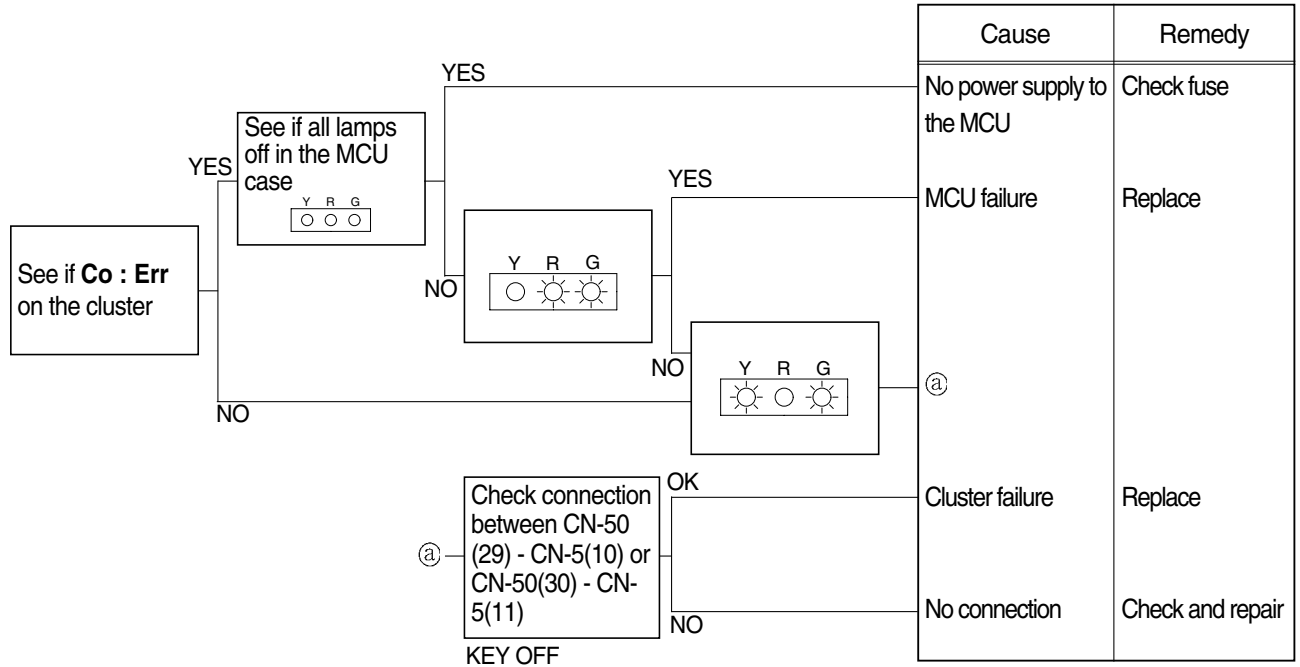 Cause Remedy
YES
No power supply to
the MCU
Check fuse
See if all lamps
off in the MCU
case
Y R G
YES
YES
MCU failure
Replace
See if Co : Err
on the cluster
Y R G
NO
NO
Y R G
ⓐ
NO
OK
Check connection
between CN-50
(29) - CN-5(10) or
CN-50(30) - CN-
5(11)
Cluster failure
Replace
ⓐ
No connection
Check and repair
NO
KEY OFF